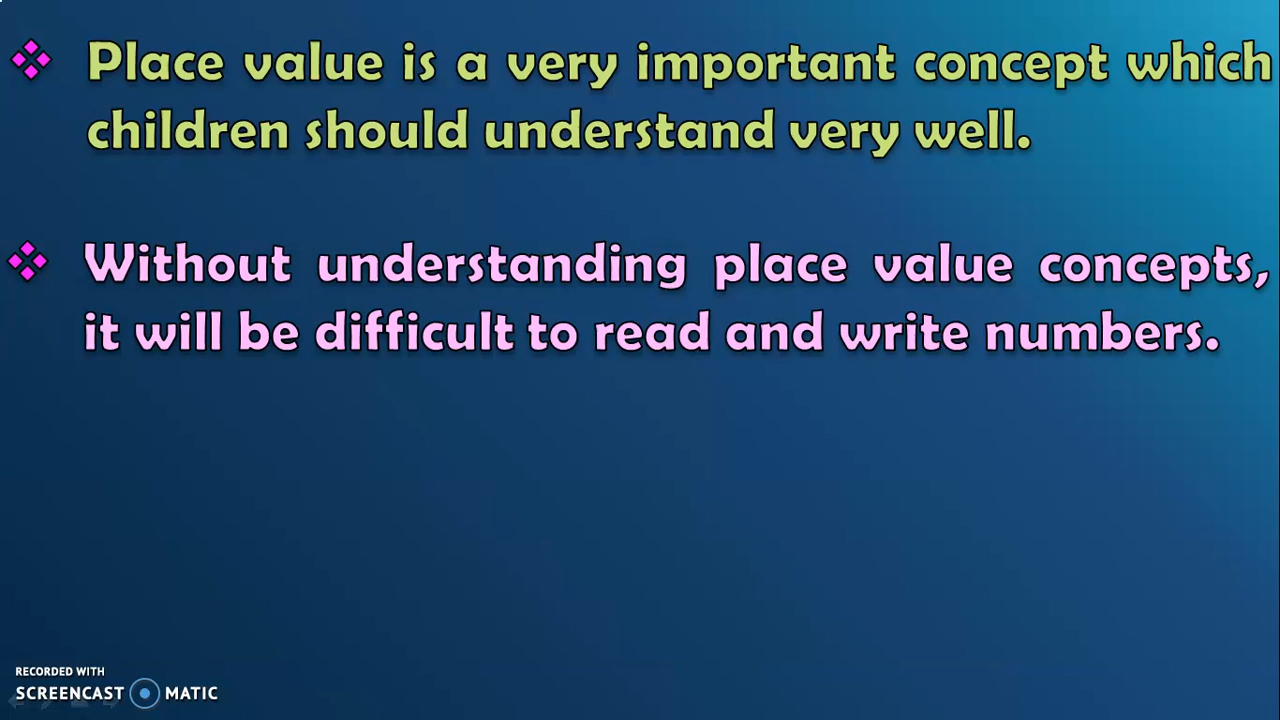 Place value is a very important concept which
children should understand very well.
Without understanding place value concepts,
it will be difficult to read and write numbers.
RECORDED WITH
SCREENCAST MATIC